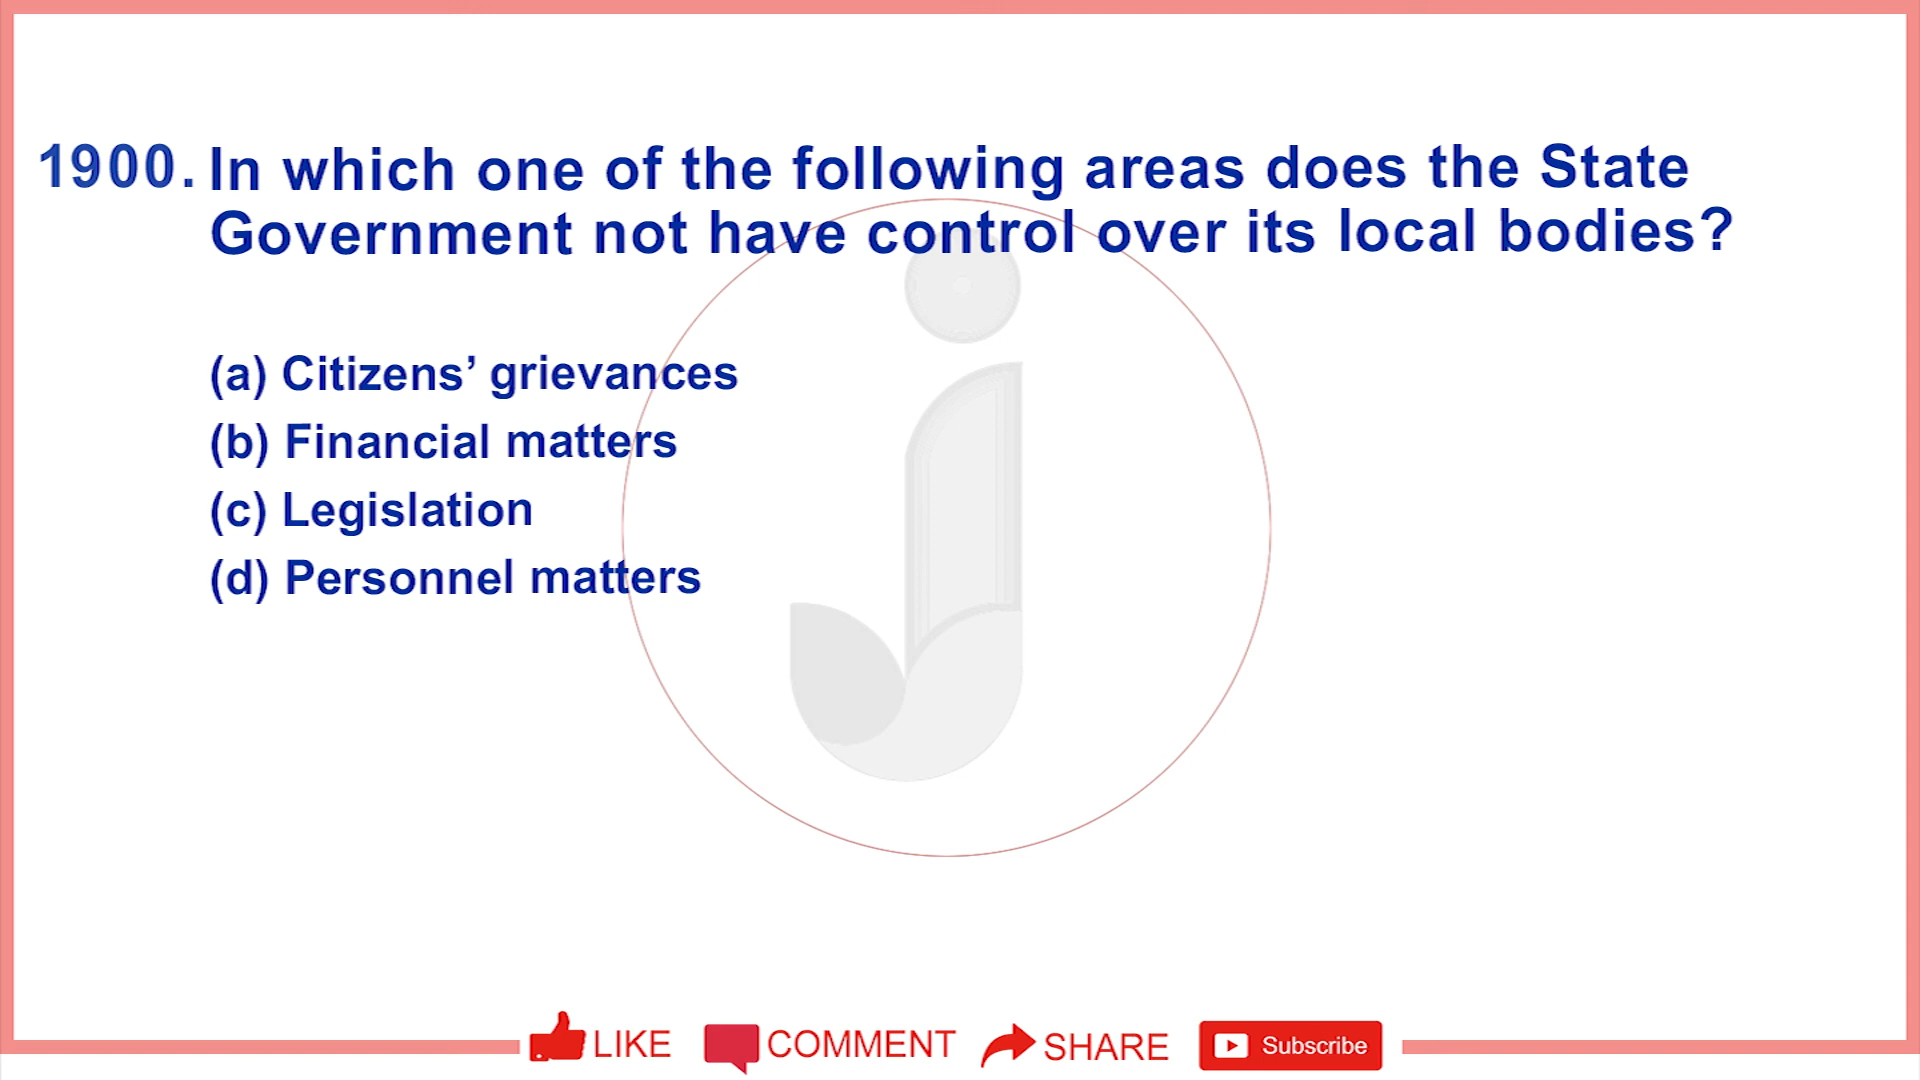 1900. In which one of the following areas does the State
Government not have control over its local bodies?
(a) Citizens’ grievances
(b) Financial matters
(c) Legislation
(d) Personnel matters
LIKE COMMENT SHARE Subscribe